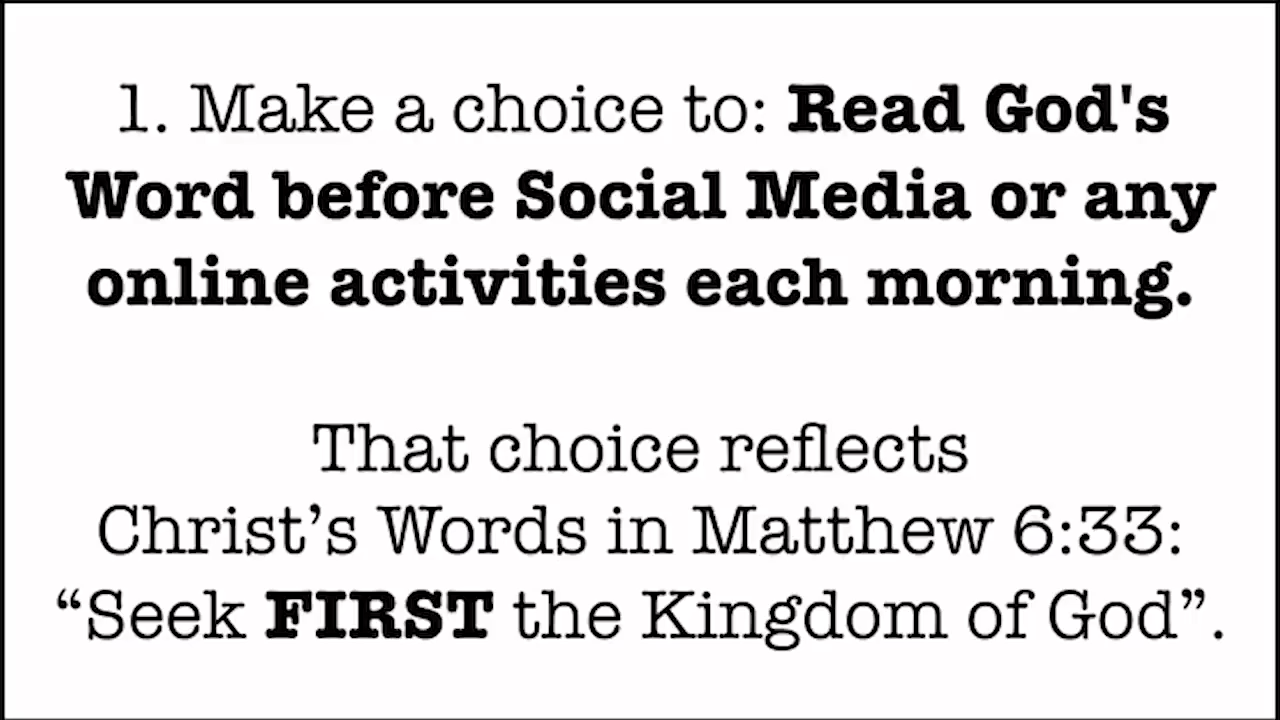 1. Make a choice to: Read God's
Word before Social Media or any
online activities each morning.
That choice reflects
Christ’s Words in Matthew 6:33:
“Seek FIRST the Kingdom of God”.